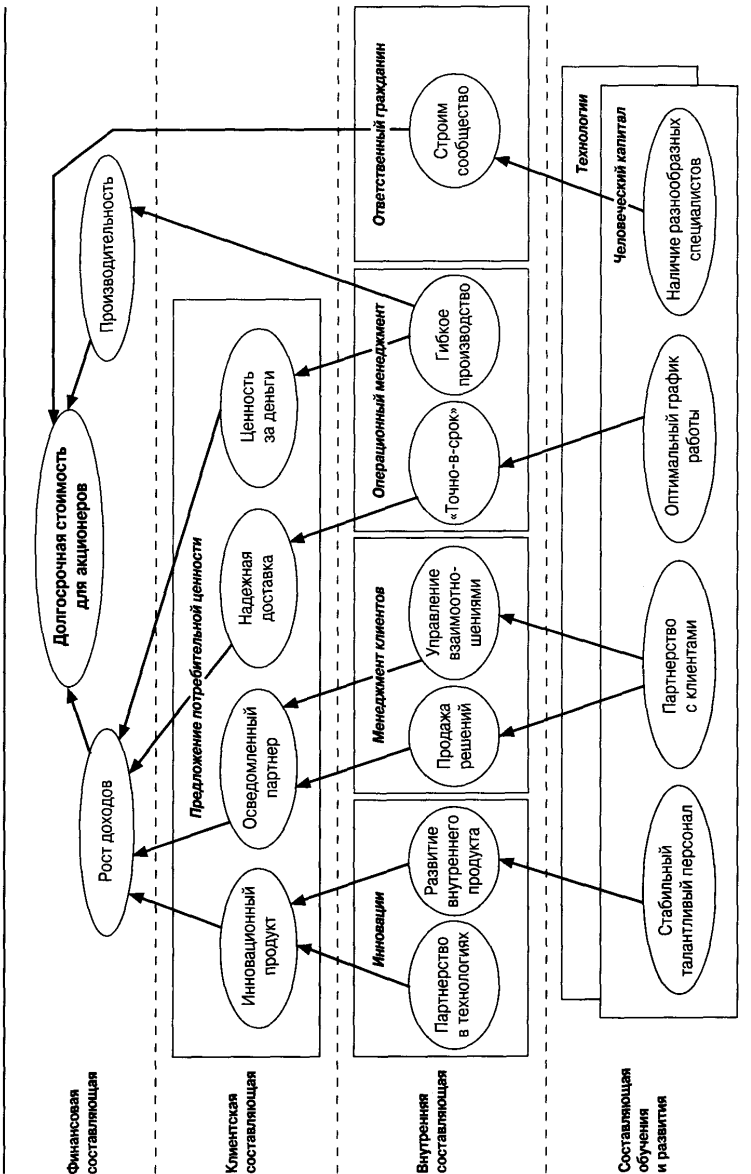 Финансовая
составляющая
Долгосрочная стоимость
для акционеров
Рост доходов
Производительность
Клиентская
составляющая
Предложение потребительной ценности
Инновационный
продукт
Осведомленный
партнер
Надежная
доставка
Ценность
за деньги
Внутренняя
составляющая
Инновации
Партнерство
в технологиях
Развитие
внутреннего
продукта
Менеджмент клиентов
Продажа
решений
Управление
взаимоотно-
шениями
Операционный менеджмент
«Точно-в-срок»
Гибкое
производство
Ответственный гражданин
Строим
сообщество
Составляющая
обучения
и развития
Технологии
Человеческий капитал
Стабильный
талантливый персонал
Партнерство
с клиентами
Оптимальный график
работы
Наличие разнообразных
специалистов